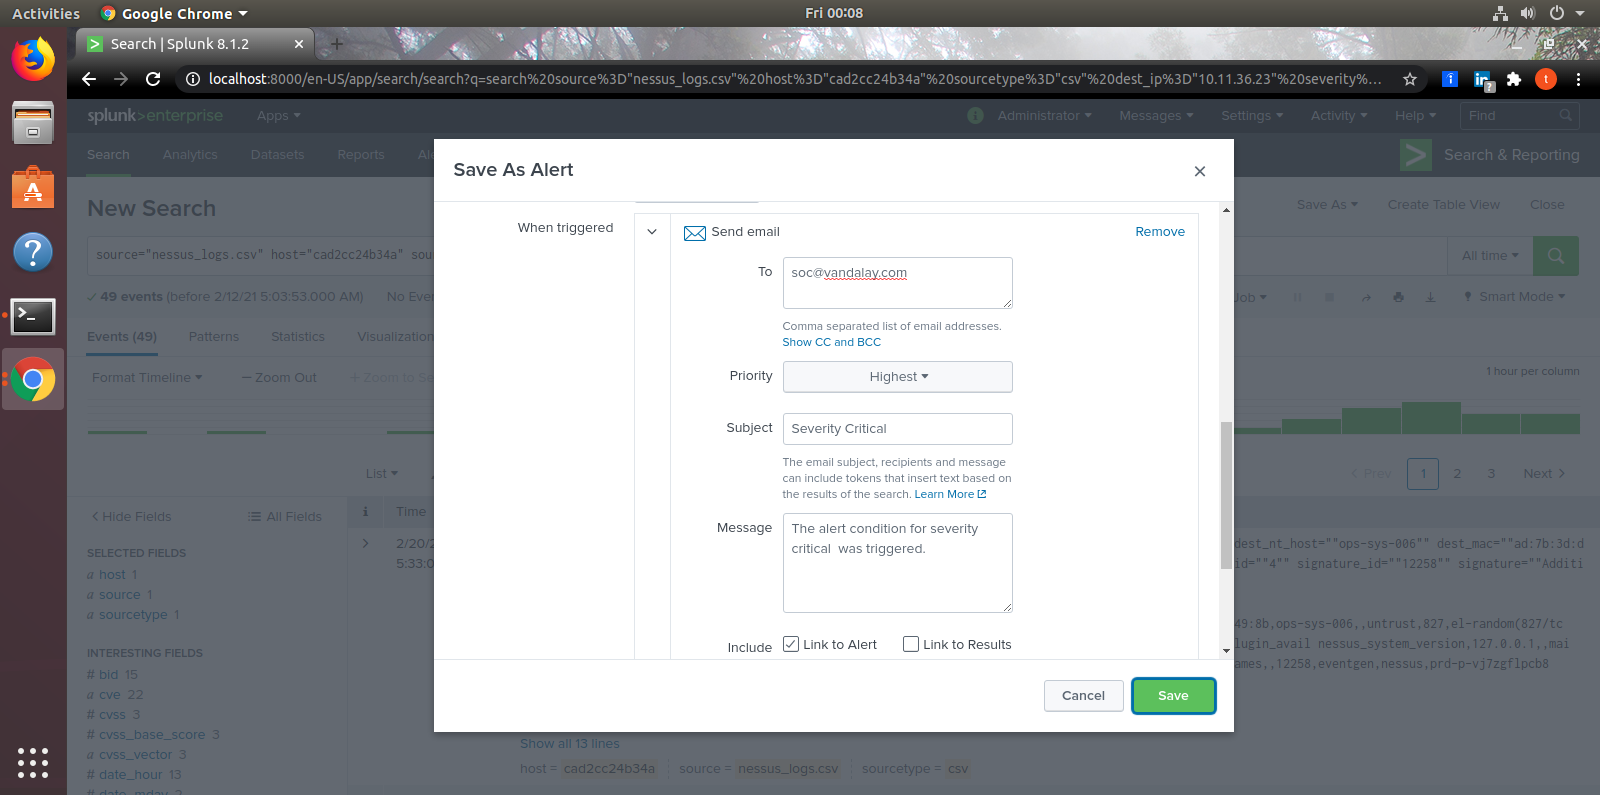 Activities
Google Chrome
Fri 00:08
Search | Splunk 8.1.2
localhost:8000/en-US/app/search/search?q=search%20source%3D"nessus_logs.csv"%20host%3D"cad2cc24b34a"%20sourcetype%3D"csv"%20dest_ip%3D"10.11.36.23"%20severity%...
t
splunk>enterprise
Apps
Administrator
Messages
Settings
Activity
Help
Find
Search
Analytics
Datasets
Reports
Ale
Search & Reporting
New Search
Save As
Create Table View
Close
source="nessus_logs.csv" host="cad2cc24b34a" sou
All time
49 events (before 2/12/21 5:03:53.000 AM)
No Eve
Job
Smart Mode
Events (49)
Patterns
Statistics
Visualization
Format Timeline
— Zoom Out
+ Zoom to Se
1 hour per column
List
Prev
1
2
3
Next
Hide Fields
All Fields
i
Time
SELECTED FIELDS
a host 1
a source 1
a sourcetype 1
INTERESTING FIELDS
# bid 15
a cve 22
# cvss 3
# cvss_base_score 3
a cvss_vector 3
# date_hour 13
# date_mday 2
2/20/2
5:33:0
dest_nt_host=""ops-sys-006"" dest_mac=""ad:7b:3d:d
id=""4"" signature_id=""12258"" signature=""Additi
49:8b,ops-sys-006,,untrust,827,el-random(827/tc
lugin_avail nessus_system_version,127.0.0.1,,mai
ames,,12258,eventgen,nessus,prd-p-vj7zgflpcb8
Show all 13 lines
host = cad2cc24b34a
source = nessus_logs.csv
sourcetype = csv
Save As Alert
When triggered
Send email
Remove
To
soc@vandalay.com
Comma separated list of email addresses.
Show CC and BCC
Priority
Highest
Subject
Severity Critical
The email subject, recipients and message
can include tokens that insert text based on
the results of the search. Learn More
Message
The alert condition for severity
critical  was triggered.
Include
Link to Alert
Link to Results
Cancel
Save